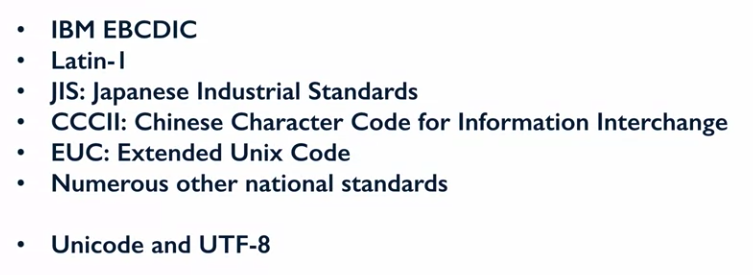 • IBM EBCDIC
• Latin-1
• JIS: Japanese Industrial Standards
• CCCII: Chinese Character Code for Information Interchange
• EUC: Extended Unix Code
• Numerous other national standards
• Unicode and UTF-8